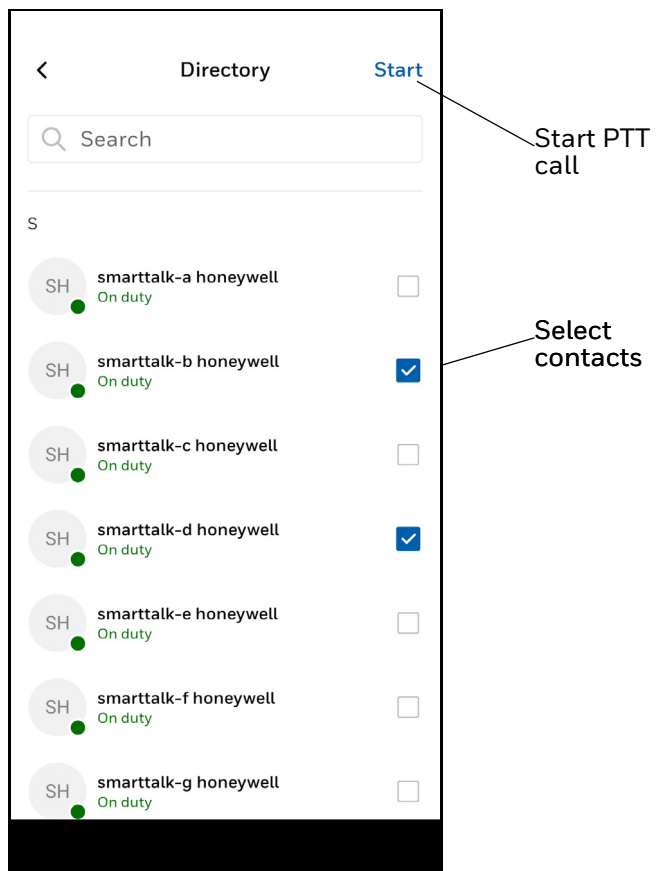 Directory
Start
Search
Start PTT
call
S
SH
smarttalk-a honeywell
On duty
SH
smarttalk-b honeywell
On duty
Select
contacts
SH
smarttalk-c honeywell
On duty
SH
smarttalk-d honeywell
On duty
SH
smarttalk-e honeywell
On duty
SH
smarttalk-f honeywell
On duty
SH
smarttalk-g honeywell
On duty